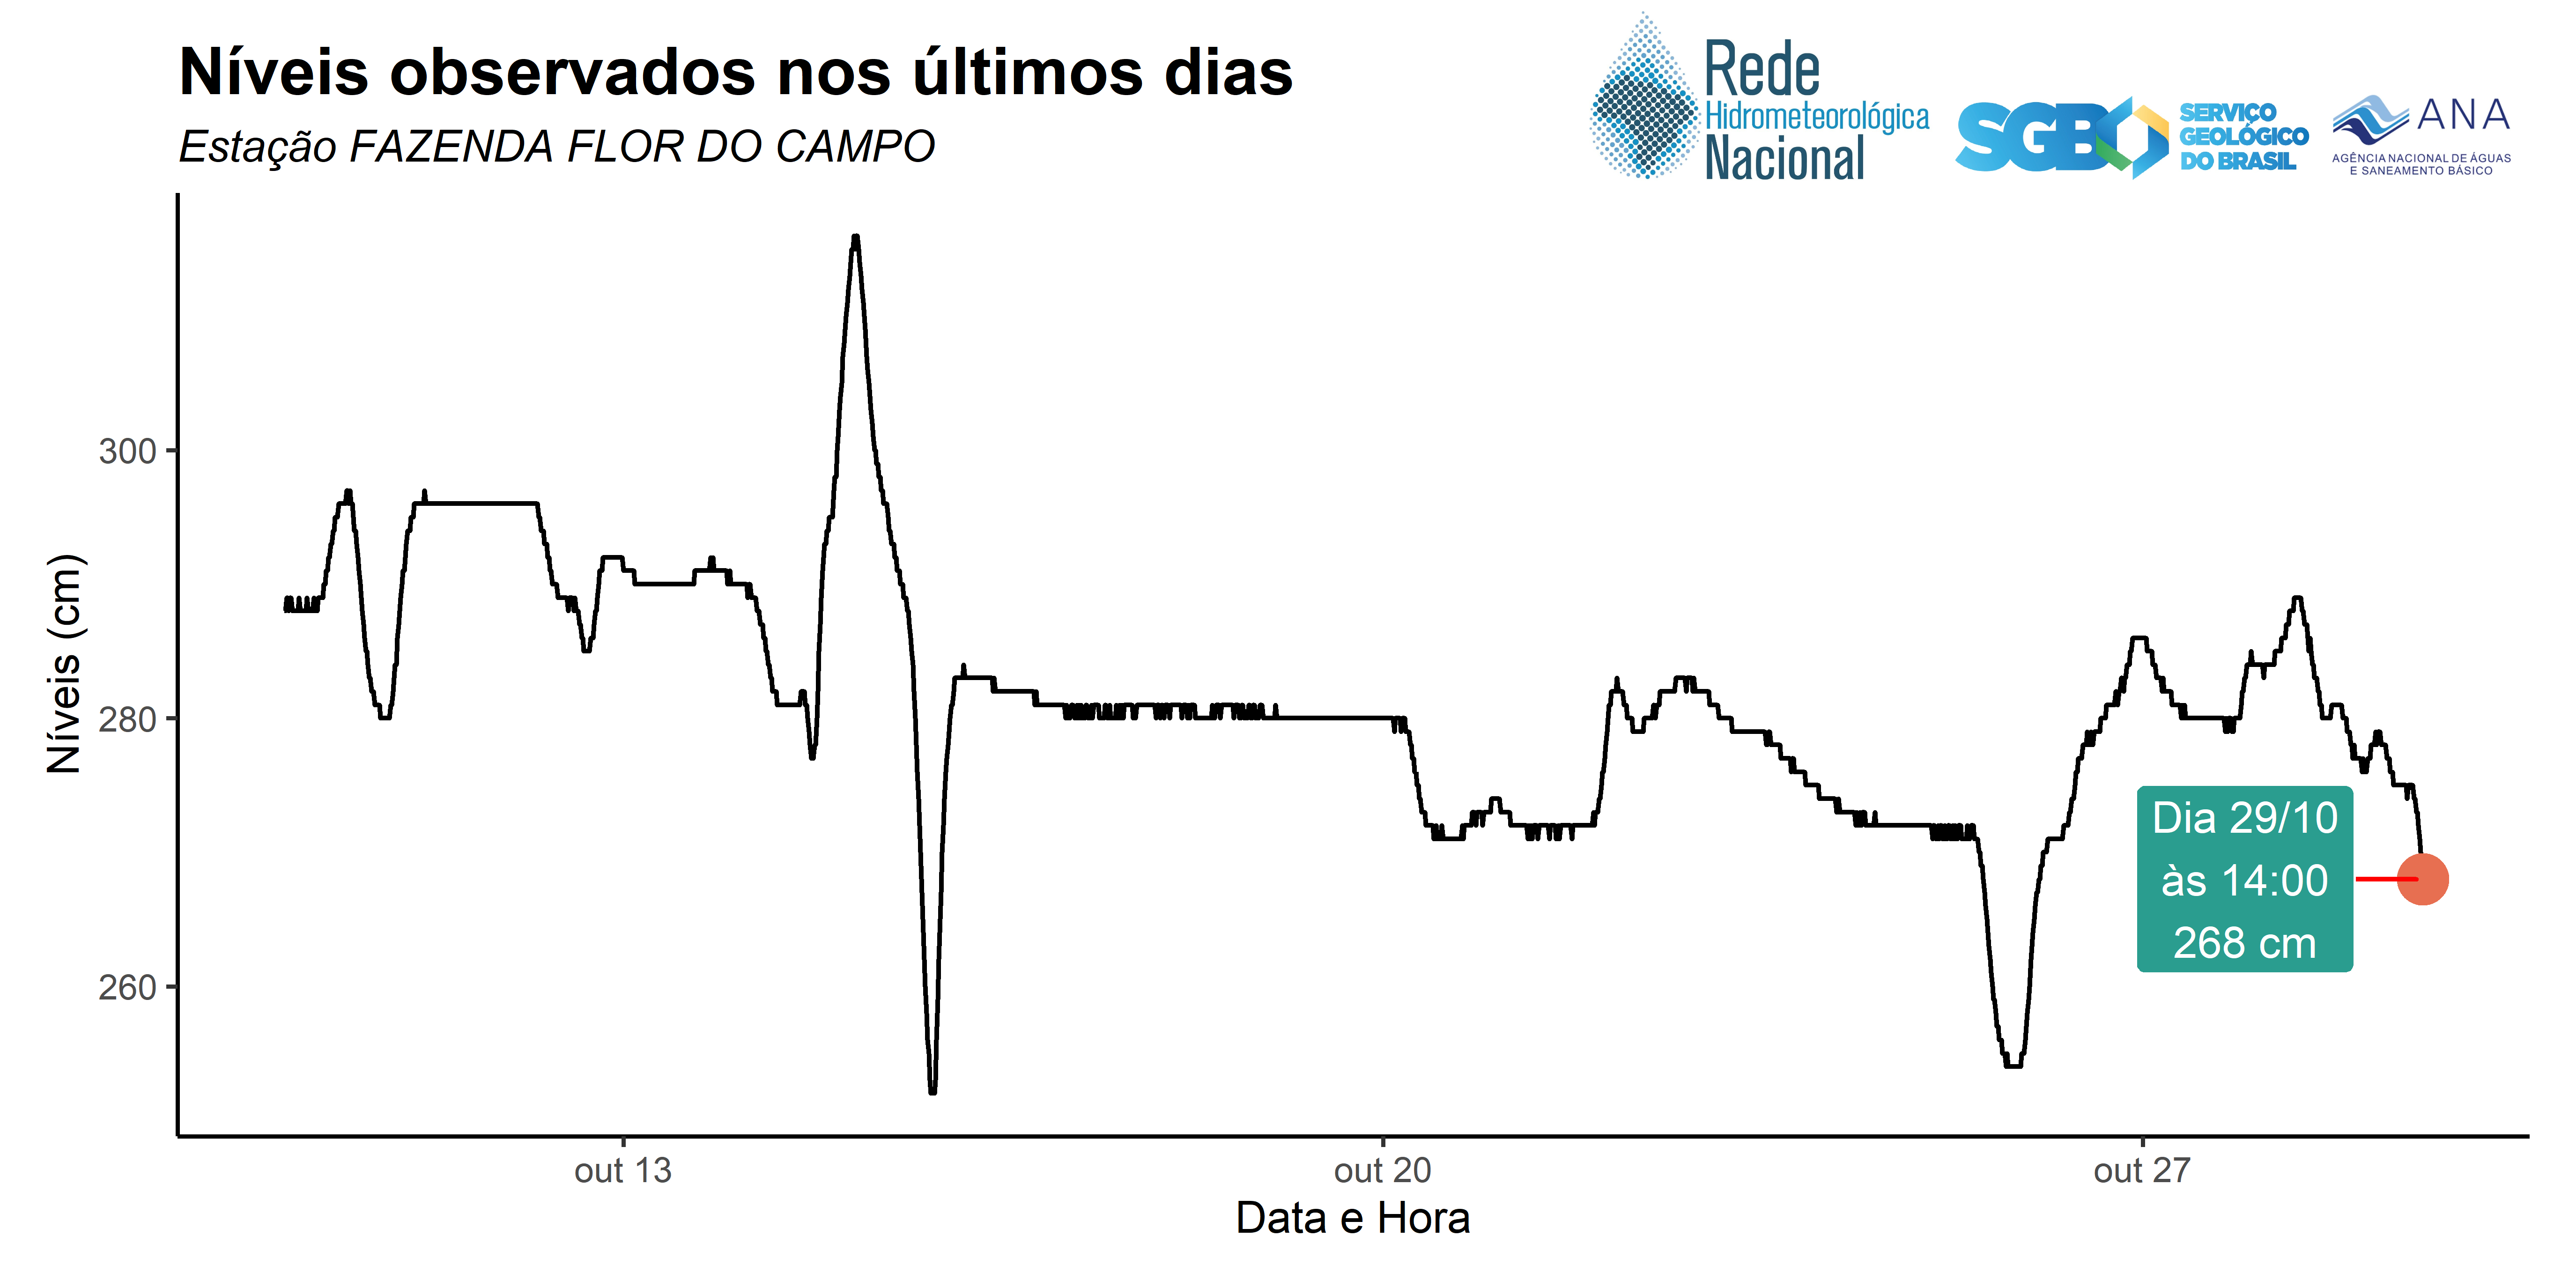 Níveis observados nos últimos dias
Estação FAZENDA FLOR DO CAMPO
Rede
Hidrometeorológica
Nacional
SGB
SERVIÇO
GEOLÓGICO
DO BRASIL
ANA
AGÊNCIA NACIONAL DE ÁGUAS
E SANEAMENTO BÁSICO
Níveis (cm)
300
280
260
Dia 29/10
às 14:00
268 cm
out 13
out 20
out 27
Data e Hora